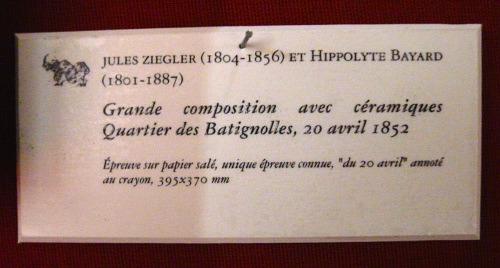 JULES ZIEGLER (1804-1856) ET HIPPOLYTE BAYARD
(1801-1887)
Grande composition avec céramiques
Quartier des Batignolles, 20 avril 1852
Épreuve sur papier salé, unique épreuve connue, "du 20 avril" annoté
au crayon, 395x370 mm